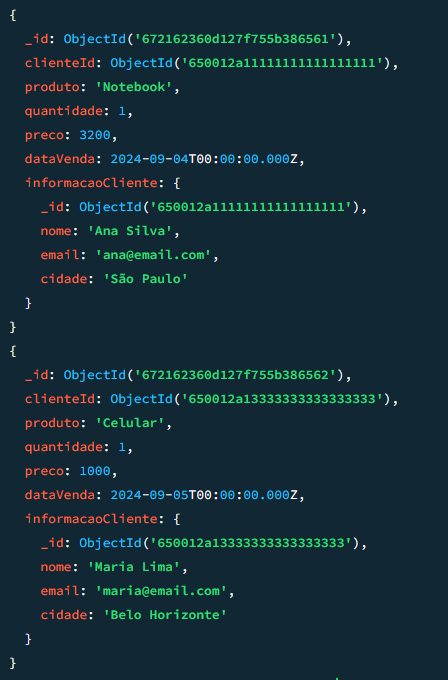 {
  _id: ObjectId('672162360d127f755b386561'),
  clienteId: ObjectId('650012a11111111111111111'),
  produto: 'Notebook',
  quantidade: 1,
  preco: 3200,
  dataVenda: 2024-09-04T00:00:00.000Z,
  informacaoCliente: {
    _id: ObjectId('650012a11111111111111111'),
    nome: 'Ana Silva',
    email: 'ana@email.com',
    cidade: 'São Paulo'
  }
}
{
  _id: ObjectId('672162360d127f755b386562'),
  clienteId: ObjectId('650012a13333333333333333'),
  produto: 'Celular',
  quantidade: 1,
  preco: 1000,
  dataVenda: 2024-09-05T00:00:00.000Z,
  informacaoCliente: {
    _id: ObjectId('650012a13333333333333333'),
    nome: 'Maria Lima',
    email: 'maria@email.com',
    cidade: 'Belo Horizonte'
  }
}